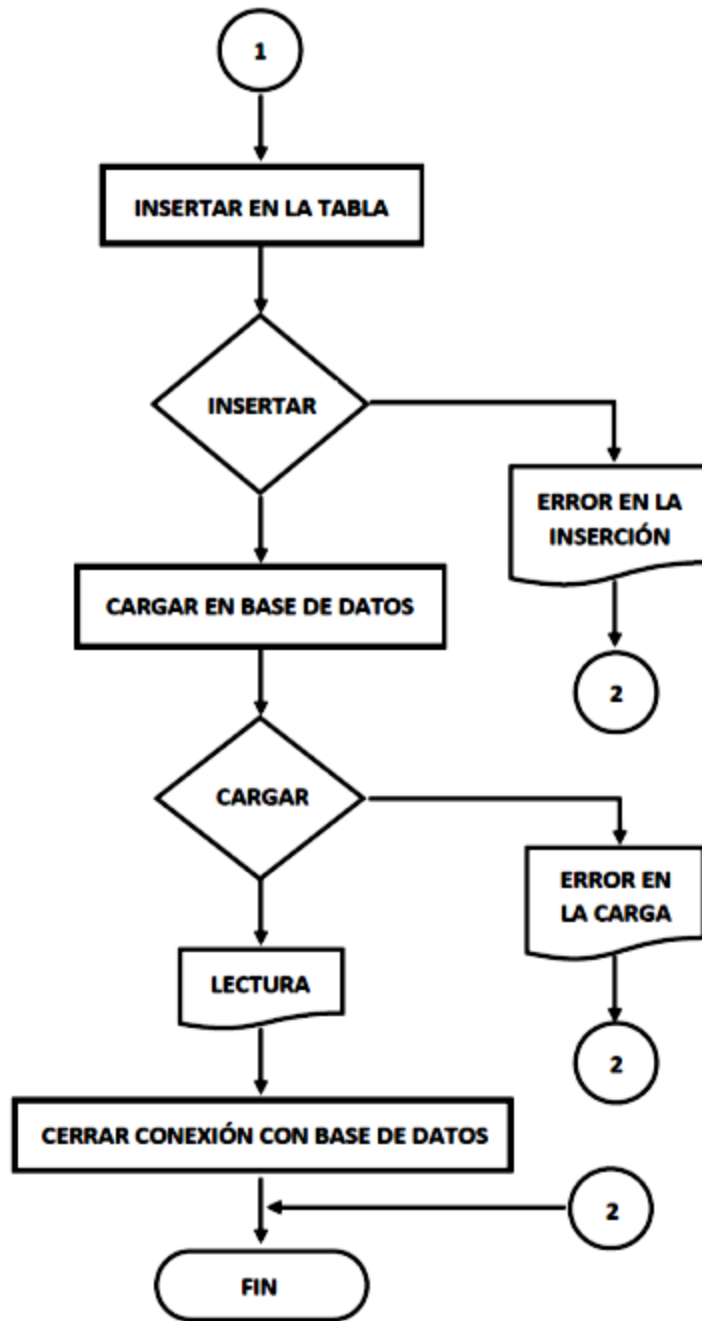 1
INSERTAR EN LA TABLA
INSERTAR
ERROR EN LA
INSERCIÓN
CARGAR EN BASE DE DATOS
2
CARGAR
ERROR EN
LA CARGA
LECTURA
2
CERRAR CONEXIÓN CON BASE DE DATOS
2
FIN